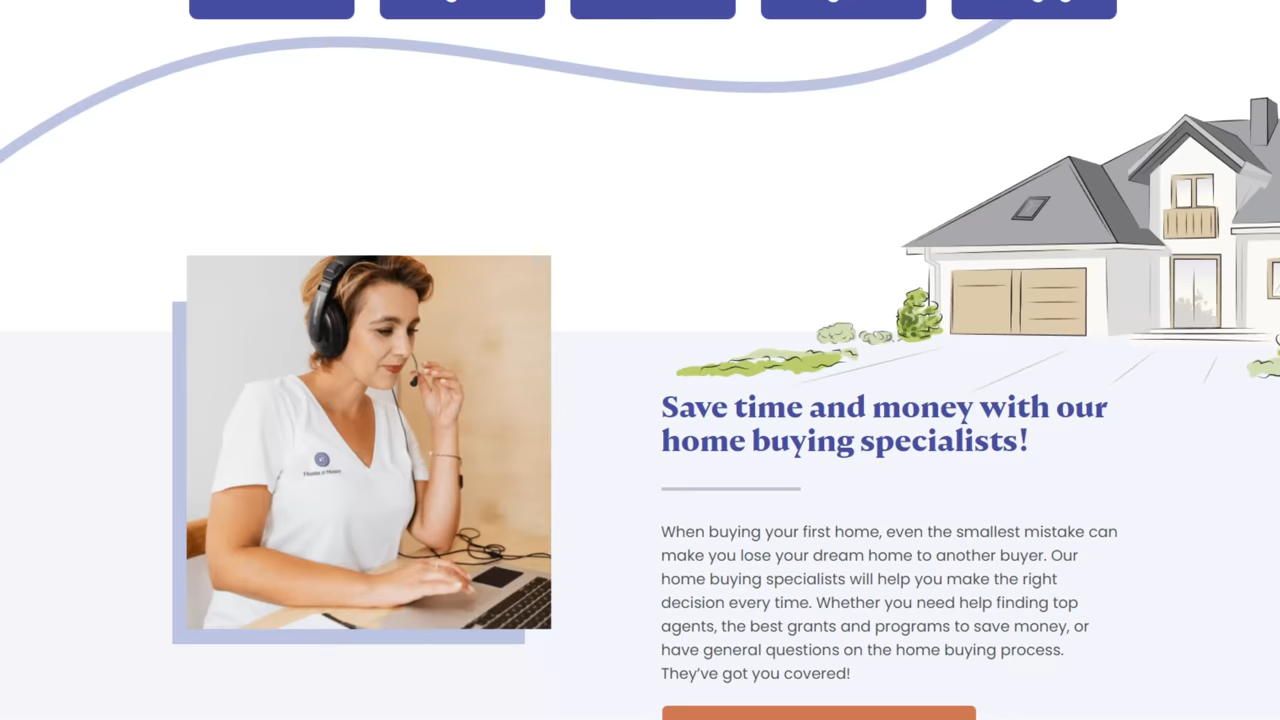 Save time and money with our
home buying specialists!
When buying your first home, even the smallest mistake can
make you lose your dream home to another buyer. Our
home buying specialists will help you make the right
decision every time. Whether you need help finding top
agents, the best grants and programs to save money, or
have general questions on the home buying process.
They’ve got you covered!